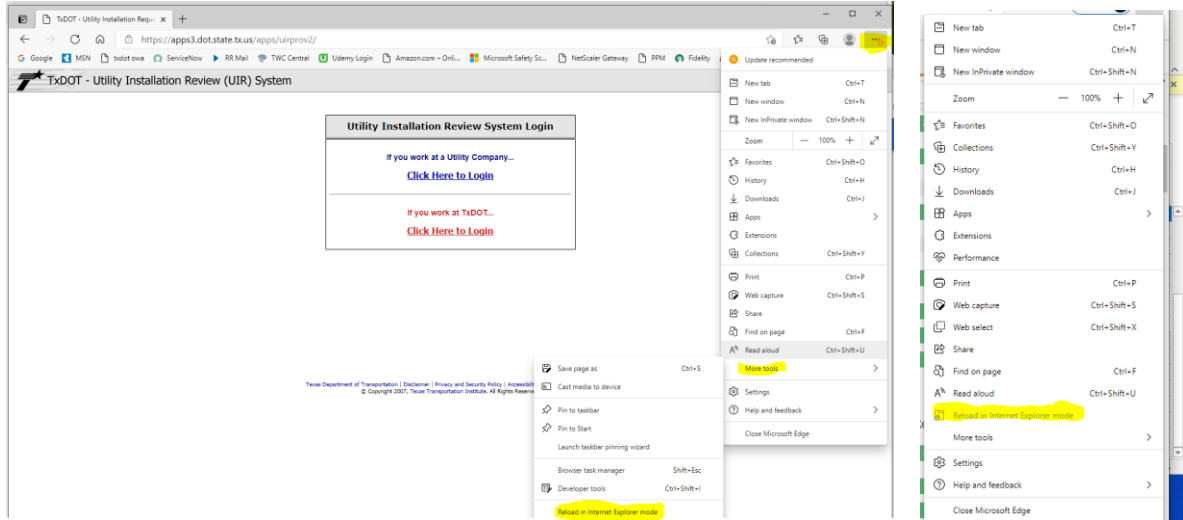 TxDOT - Utility Installation Requ
https://apps3.dot.state.tx.us/apps/uirprov2/
Google MSN txdot owa ServiceNow RR Mail TWC Central Udemy Login Amazon.com – Onli... Microsoft Safety Sc... NetScaler Gateway PPM Fidelity
TxDOT - Utility Installation Review (UIR) System
Utility Installation Review System Login
If you work at a Utility Company...
Click Here to Login
If you work at TxDOT...
Click Here to Login
Texas Department of Transportation | Disclaimer | Privacy and Security Policy | Accessibili
© Copyright 2007, Texas Transportation Institute. All Rights Reserve
Update recommended
New tab Ctrl+T
New window Ctrl+N
New InPrivate window Ctrl+Shift+N
Zoom — 100% +
Favorites Ctrl+Shift+O
History Ctrl+H
Downloads Ctrl+J
Apps
Extensions
Collections Ctrl+Shift+Y
Print Ctrl+P
Web capture Ctrl+Shift+S
Share
Find on page Ctrl+F
Read aloud Ctrl+Shift+U
More tools
Settings
Help and feedback
Close Microsoft Edge
Save page as Ctrl+S
Cast media to device
Pin to taskbar
Pin to Start
Launch taskbar pinning wizard
Browser task manager Shift+Esc
Developer tools Ctrl+Shift+I
Reload in Internet Explorer mode
New tab Ctrl+T
New window Ctrl+N
New InPrivate window Ctrl+Shift+N
Zoom — 100% +
Favorites Ctrl+Shift+O
Collections Ctrl+Shift+Y
History Ctrl+H
Downloads Ctrl+J
Apps
Extensions
Performance
Print Ctrl+P
Web capture Ctrl+Shift+S
Web select Ctrl+Shift+X
Share
Find on page Ctrl+F
Read aloud Ctrl+Shift+U
Reload in Internet Explorer mode
More tools
Settings
Help and feedback
Close Microsoft Edge